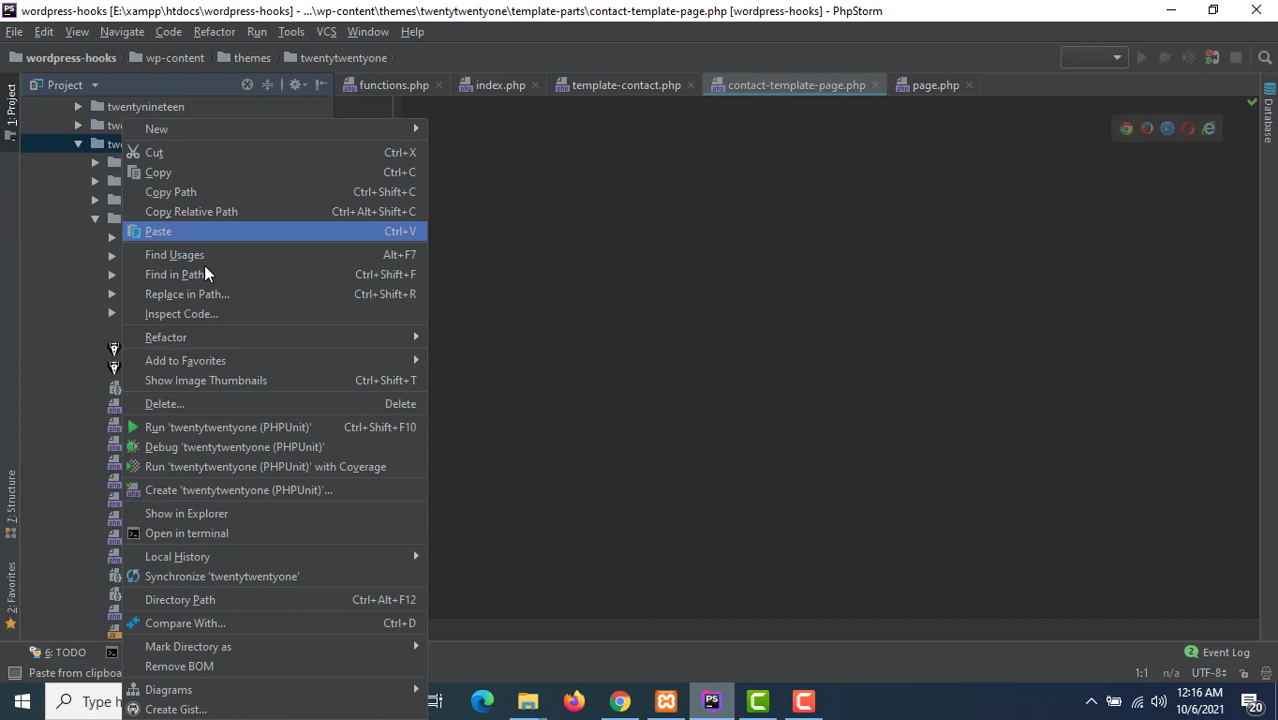 wordpress-hooks [E:\xampp\htdocs\wordpress-hooks] - ...\wp-content\themes\twentytwentyone\template-parts\contact-template-page.php [wordpress-hooks] - PhpStorm
File Edit View Navigate Code Refactor Run Tools VCS Window Help
wordpress-hooks wp-content themes twentytwentyone
1: Project
Project
functions.php index.php template-contact.php contact-template-page.php page.php
Database
twentynineteen
New
Cut Ctrl+X
Copy Ctrl+C
Copy Path Ctrl+Shift+C
Copy Relative Path Ctrl+Alt+Shift+C
Paste Ctrl+V
Find Usages Alt+F7
Find in Path Ctrl+Shift+F
Replace in Path... Ctrl+Shift+R
Inspect Code...
Refactor
Add to Favorites
Show Image Thumbnails Ctrl+Shift+T
Delete... Delete
Run 'twentytwentyone (PHPUnit)' Ctrl+Shift+F10
Debug 'twentytwentyone (PHPUnit)'
Run 'twentytwentyone (PHPUnit)' with Coverage
Create 'twentytwentyone (PHPUnit)'...
Show in Explorer
Open in terminal
Local History
Synchronize 'twentytwentyone'
Directory Path Ctrl+Alt+F12
Compare With... Ctrl+D
Mark Directory as
Remove BOM
Diagrams
Create Gist...
7: Structure
2: Favorites
6: TODO
2 Event Log
Paste from clipboa
1:1 n/a UTF-8
Type h
12:16 AM
10/6/2021
20